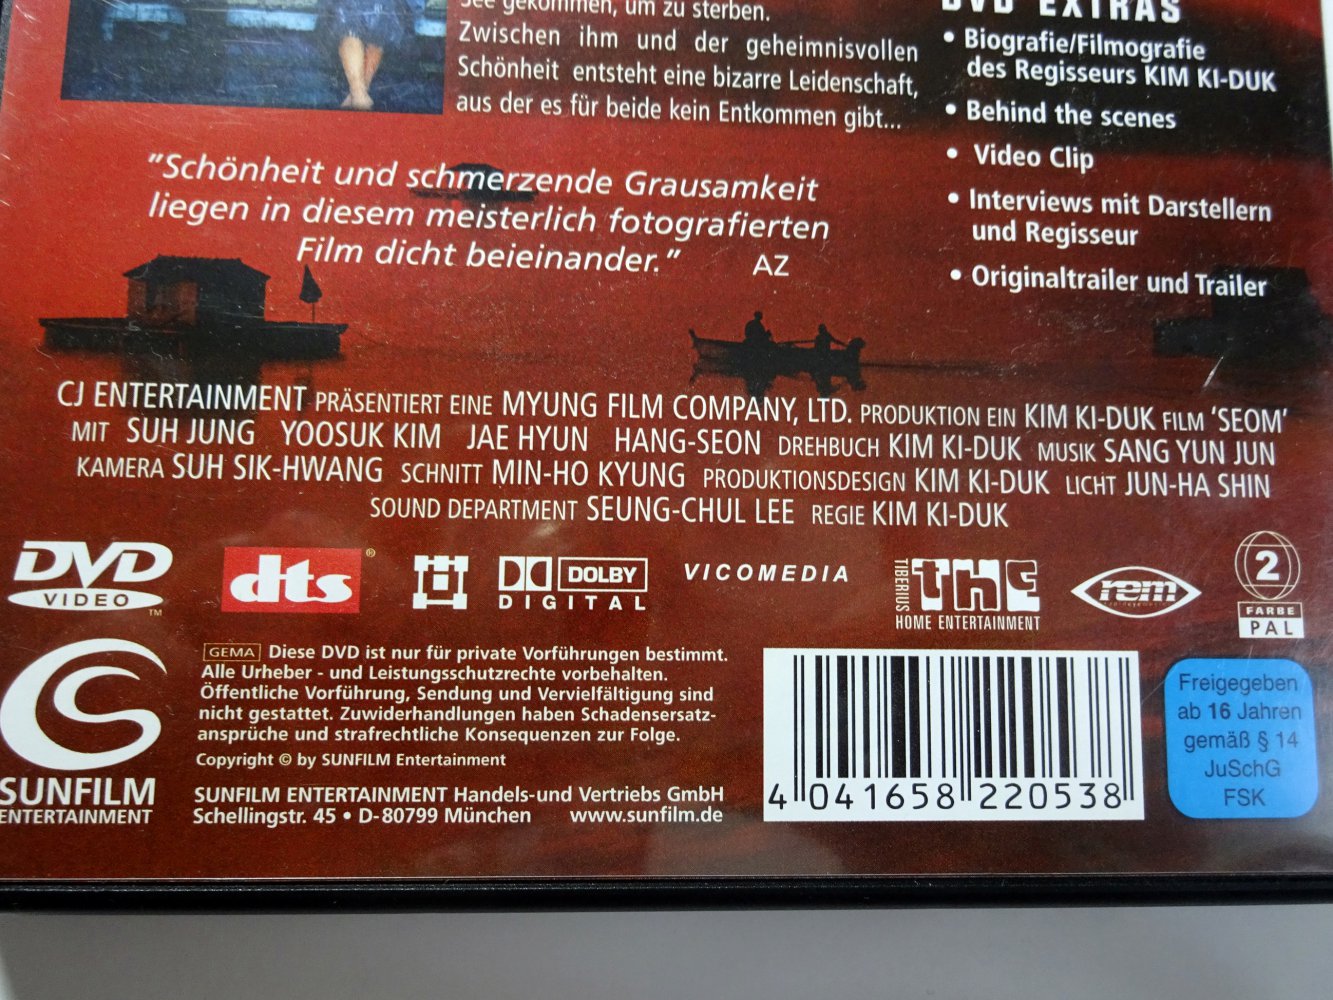 See gekommen, um zu sterben.
Zwischen ihm und der geheimnisvollen
Schönheit entsteht eine bizarre Leidenschaft,
aus der es für beide kein Entkommen gibt...
DVD EXTRAS
• Biografie/Filmografie
des Regisseurs KIM KI-DUK
• Behind the scenes
• Video Clip
• Interviews mit Darstellern
und Regisseur
• Originaltrailer und Trailer
"Schönheit und schmerzende Grausamkeit
liegen in diesem meisterlich fotografierten
Film dicht beieinander." AZ
CJ ENTERTAINMENT PRÄSENTIERT EINE MYUNG FILM COMPANY, LTD. PRODUKTION EIN KIM KI-DUK FILM 'SEOM'
MIT SUH JUNG YOOSUK KIM JAE HYUN HANG-SEON DREHBUCH KIM KI-DUK MUSIK SANG YUN JUN
KAMERA SUH SIK-HWANG SCHNITT MIN-HO KYUNG PRODUKTIONSDESIGN KIM KI-DUK LICHT JUN-HA SHIN
SOUND DEPARTMENT SEUNG-CHUL LEE REGIE KIM KI-DUK
DVD
VIDEO
™
dts ®
DOLBY
DIGITAL
VICOMEDIA
TIBERIUS
THE
HOME ENTERTAINMENT
rem
2
FARBE
PAL
SUNFILM
ENTERTAINMENT
GEMA Diese DVD ist nur für private Vorführungen bestimmt.
Alle Urheber - und Leistungsschutzrechte vorbehalten.
Öffentliche Vorführung, Sendung und Vervielfältigung sind
nicht gestattet. Zuwiderhandlungen haben Schadensersatz-
ansprüche und strafrechtliche Konsequenzen zur Folge.
Copyright © by SUNFILM Entertainment
SUNFILM ENTERTAINMENT Handels-und Vertriebs GmbH
Schellingstr. 45 • D-80799 München www.sunfilm.de
4 041658 220538
Freigegeben
ab 16 Jahren
gemäß § 14
JuSchG
FSK